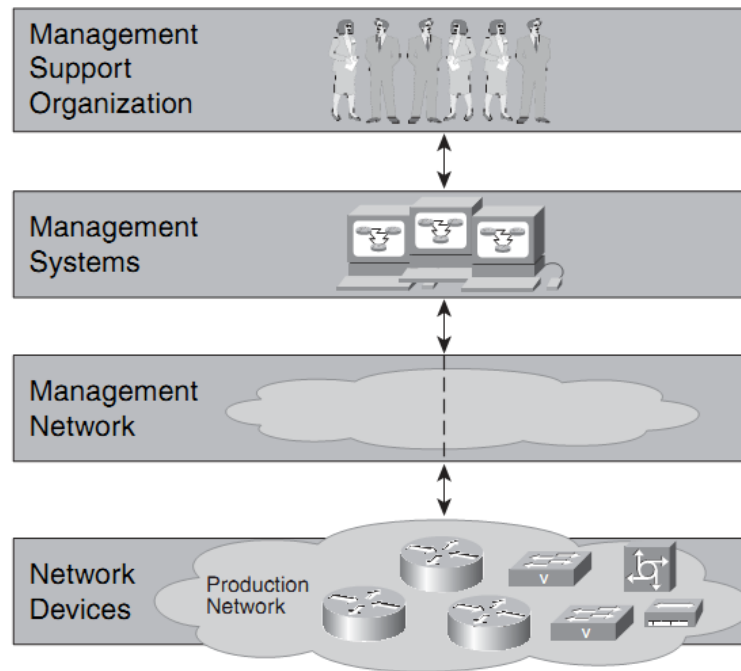 Management
Support
Organization
Management
Systems
Management
Network
Network
Devices
Production
Network
V
V